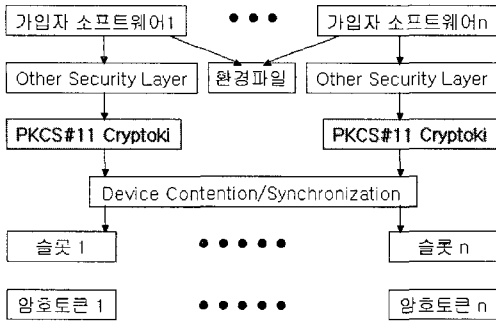 가입자 소프트웨어1 가입자 소프트웨어n
Other Security Layer 환경파일 Other Security Layer
PKCS#11 Cryptoki PKCS#11 Cryptoki
Device Contention/Synchronization
슬롯 1 슬롯 n
암호토큰 1 암호토큰 n